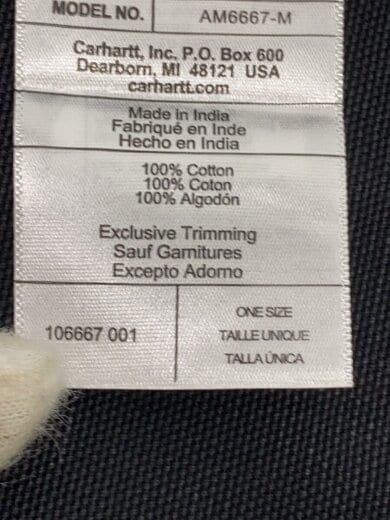 MODEL NO. AM6667-M
Carhartt, Inc. P.O. Box 600
Dearborn, MI 48121 USA
carhartt.com
Made in India
Fabriqué en Inde
Hecho en India
100% Cotton
100% Coton
100% Algodón
Exclusive Trimming
Sauf Garnitures
Excepto Adorno
106667 001
ONE SIZE
TAILLE UNIQUE
TALLA ÚNICA